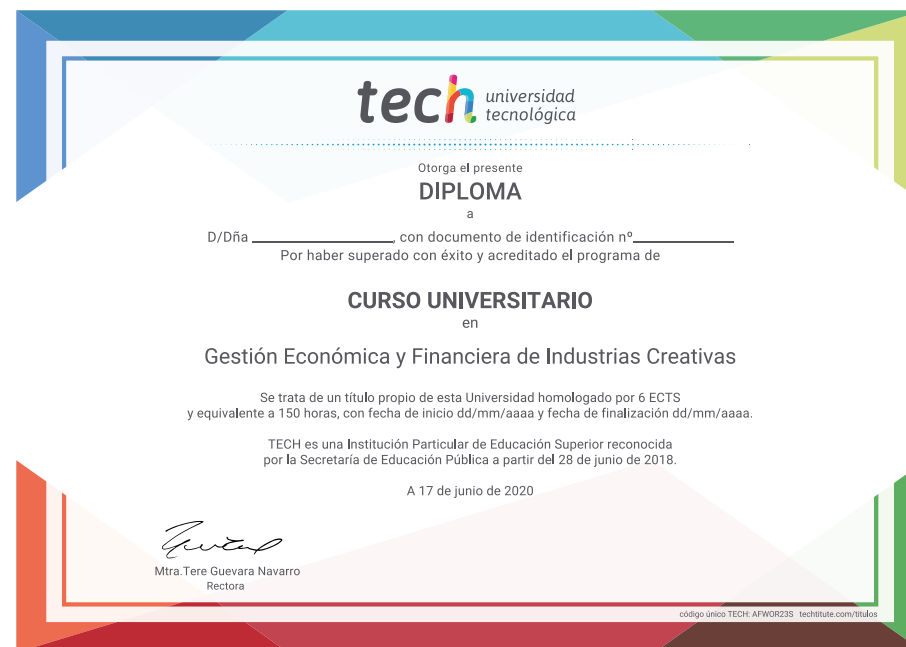 tech universidad
tecnológica
Otorga el presente
DIPLOMA
a
D/Dña ____________________, con documento de identificación nº______________
Por haber superado con éxito y acreditado el programa de
CURSO UNIVERSITARIO
en
Gestión Económica y Financiera de Industrias Creativas
Se trata de un título propio de esta Universidad homologado por 6 ECTS
y equivalente a 150 horas, con fecha de inicio dd/mm/aaaa y fecha de finalización dd/mm/aaaa.
TECH es una Institución Particular de Educación Superior reconocida
por la Secretaría de Educación Pública a partir del 28 de junio de 2018.
A 17 de junio de 2020
Mtra.Tere Guevara Navarro
Rectora
código único TECH: AFWOR23S techtitute.com/titulos